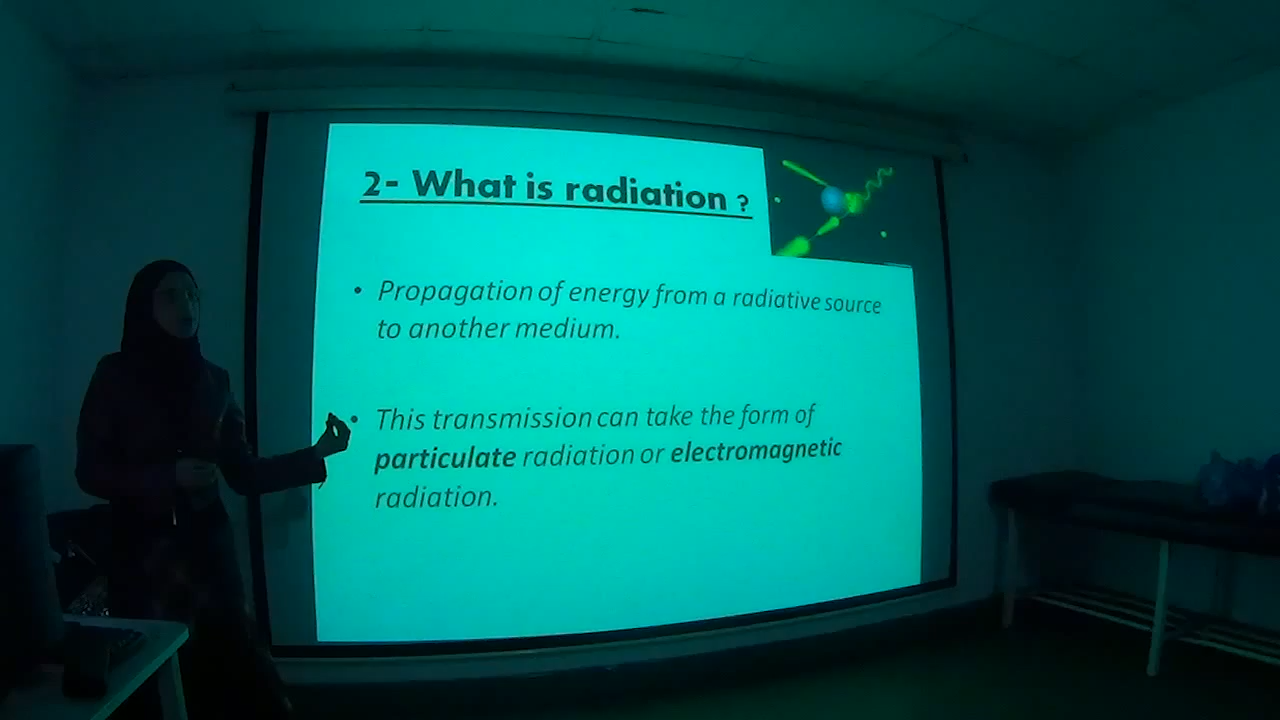 2- What is radiation ?
• Propagation of energy from a radiative source
to another medium.
• This transmission can take the form of
particulate radiation or electromagnetic
radiation.